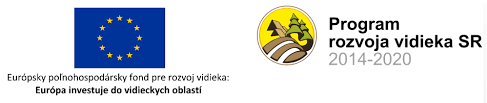 Európsky poľnohospodársky fond pre rozvoj vidieka:
Európa investuje do vidieckych oblastí
Program
rozvoja vidieka SR
2014-2020